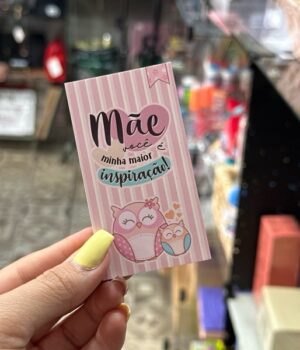 Mãe
você é
minha maior
inspiração!